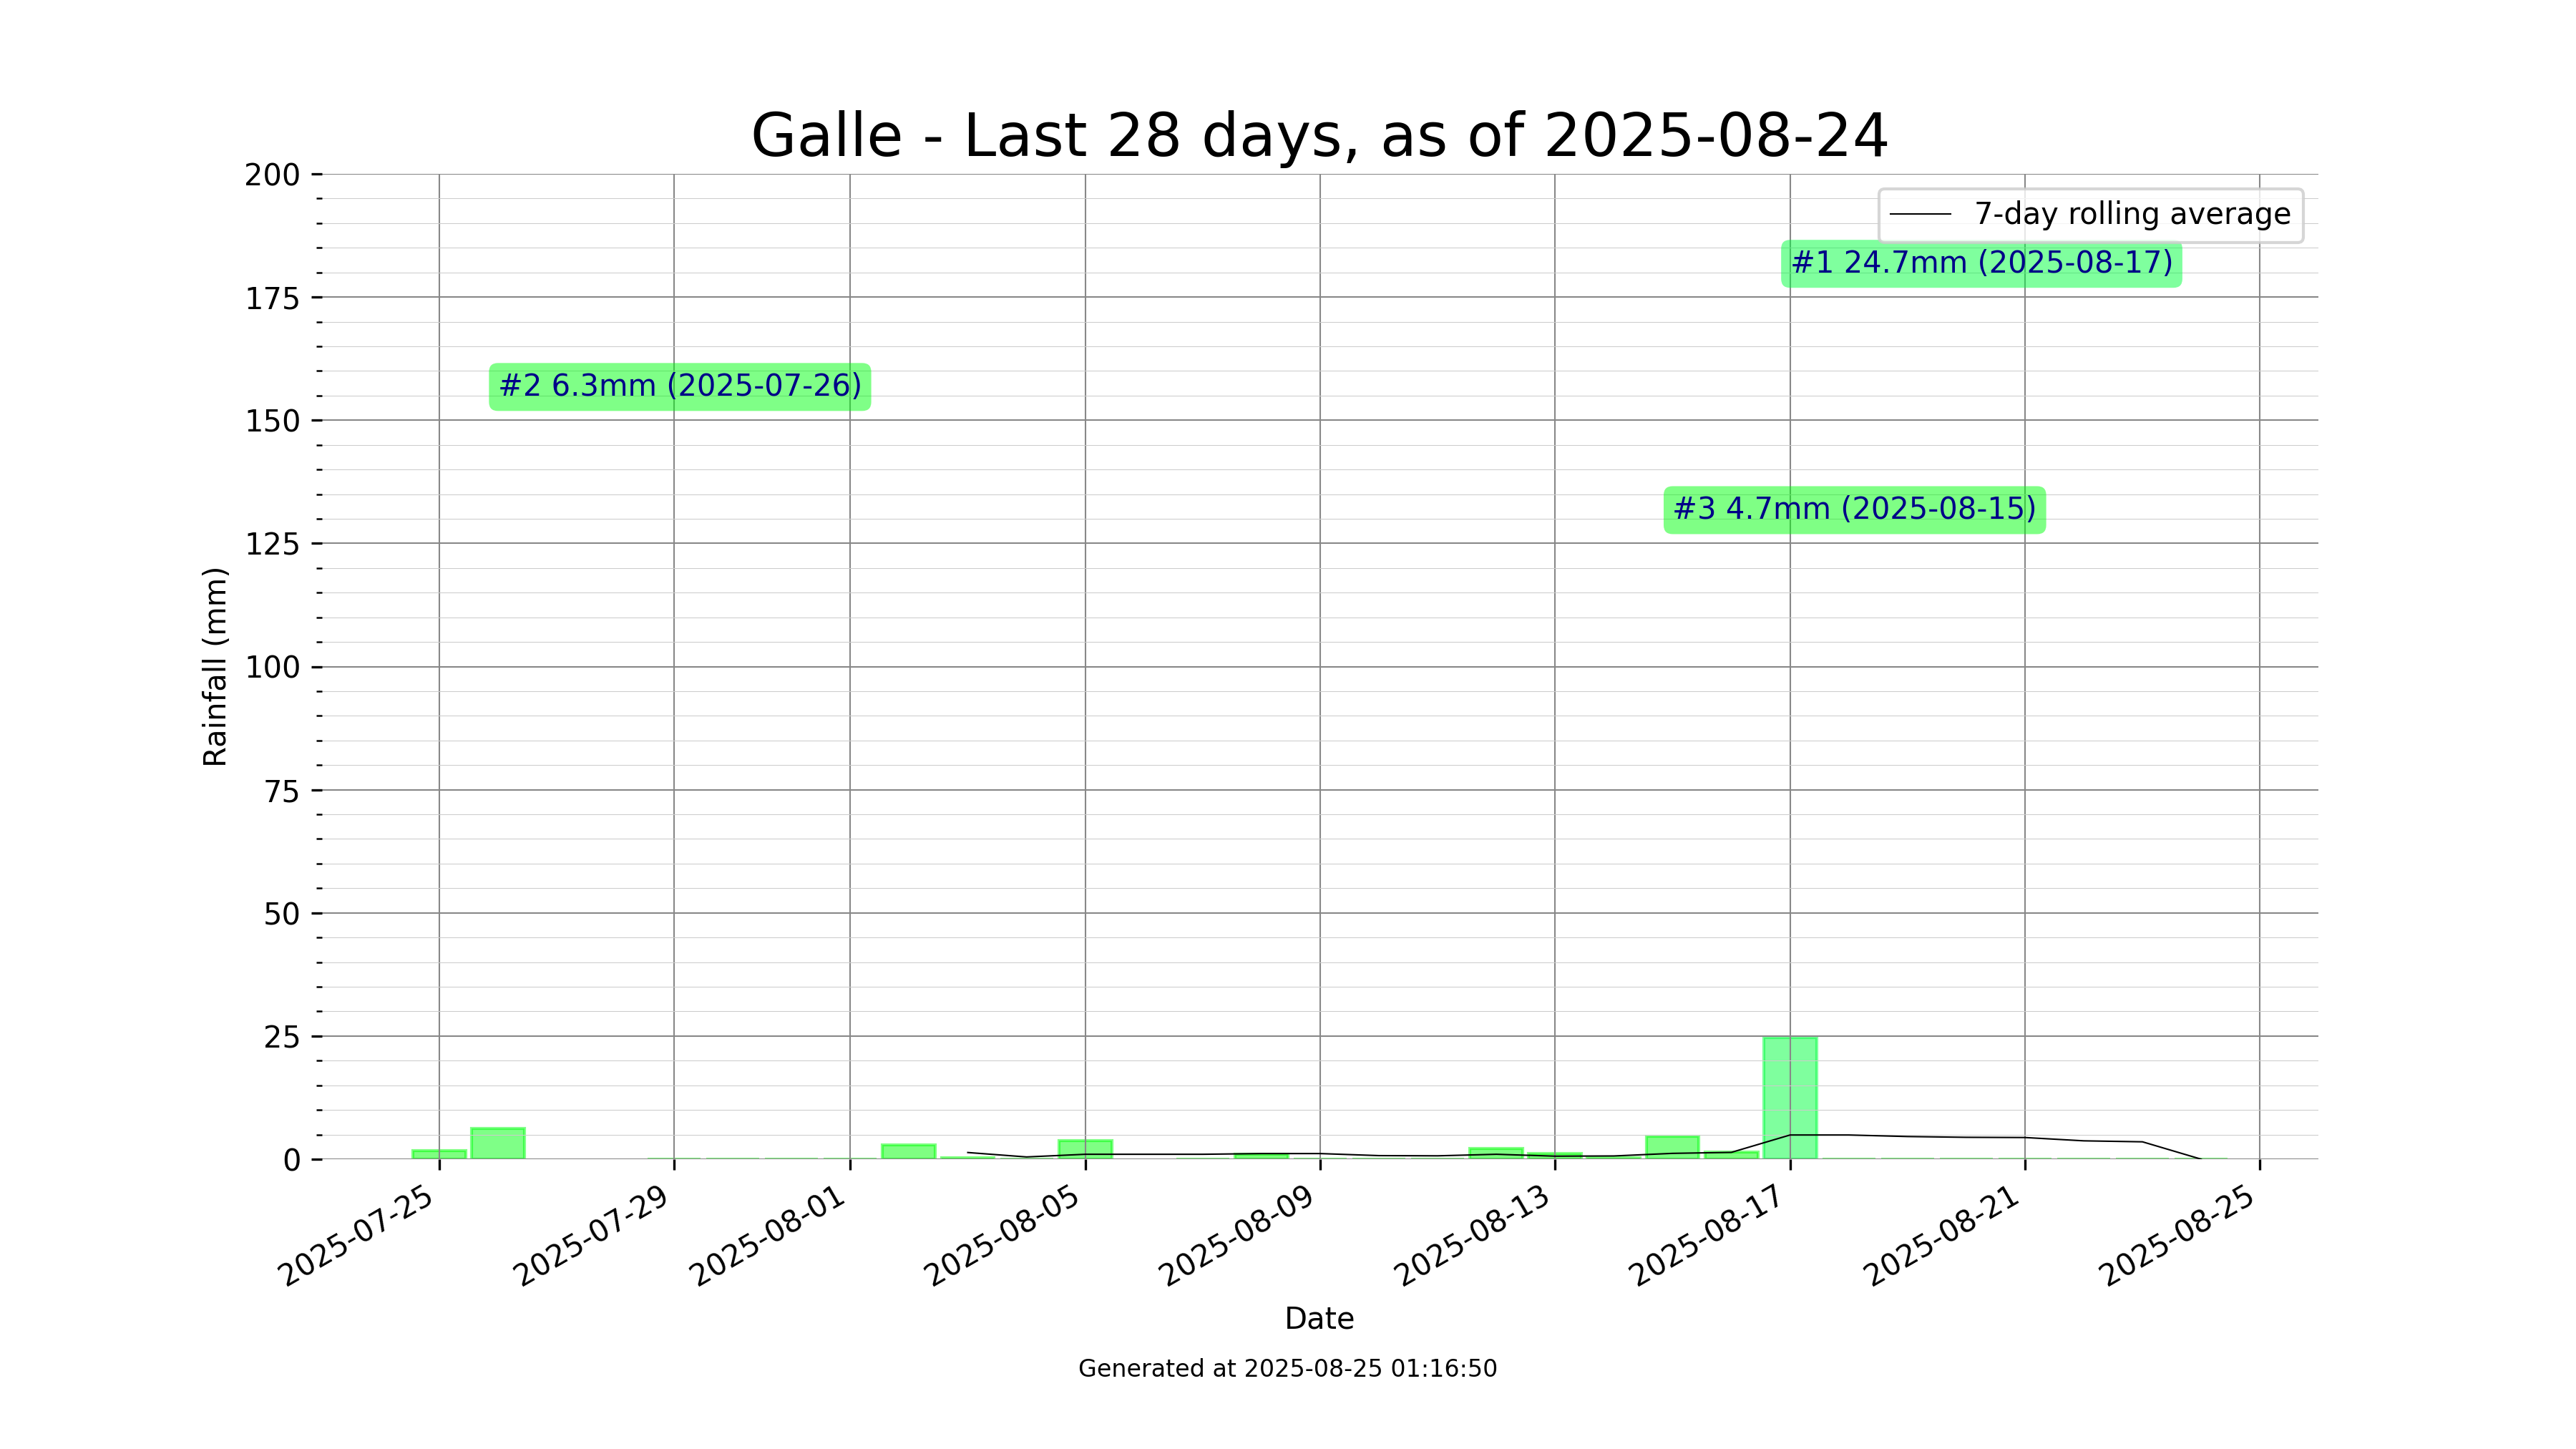 Galle - Last 28 days, as of 2025-08-24
200
175
150
125
100
75
50
25
0
Rainfall (mm)
7-day rolling average
#1 24.7mm (2025-08-17)
#2 6.3mm (2025-07-26)
#3 4.7mm (2025-08-15)
2025-07-25
2025-07-29
2025-08-01
2025-08-05
2025-08-09
2025-08-13
2025-08-17
2025-08-21
2025-08-25
Date
Generated at 2025-08-25 01:16:50